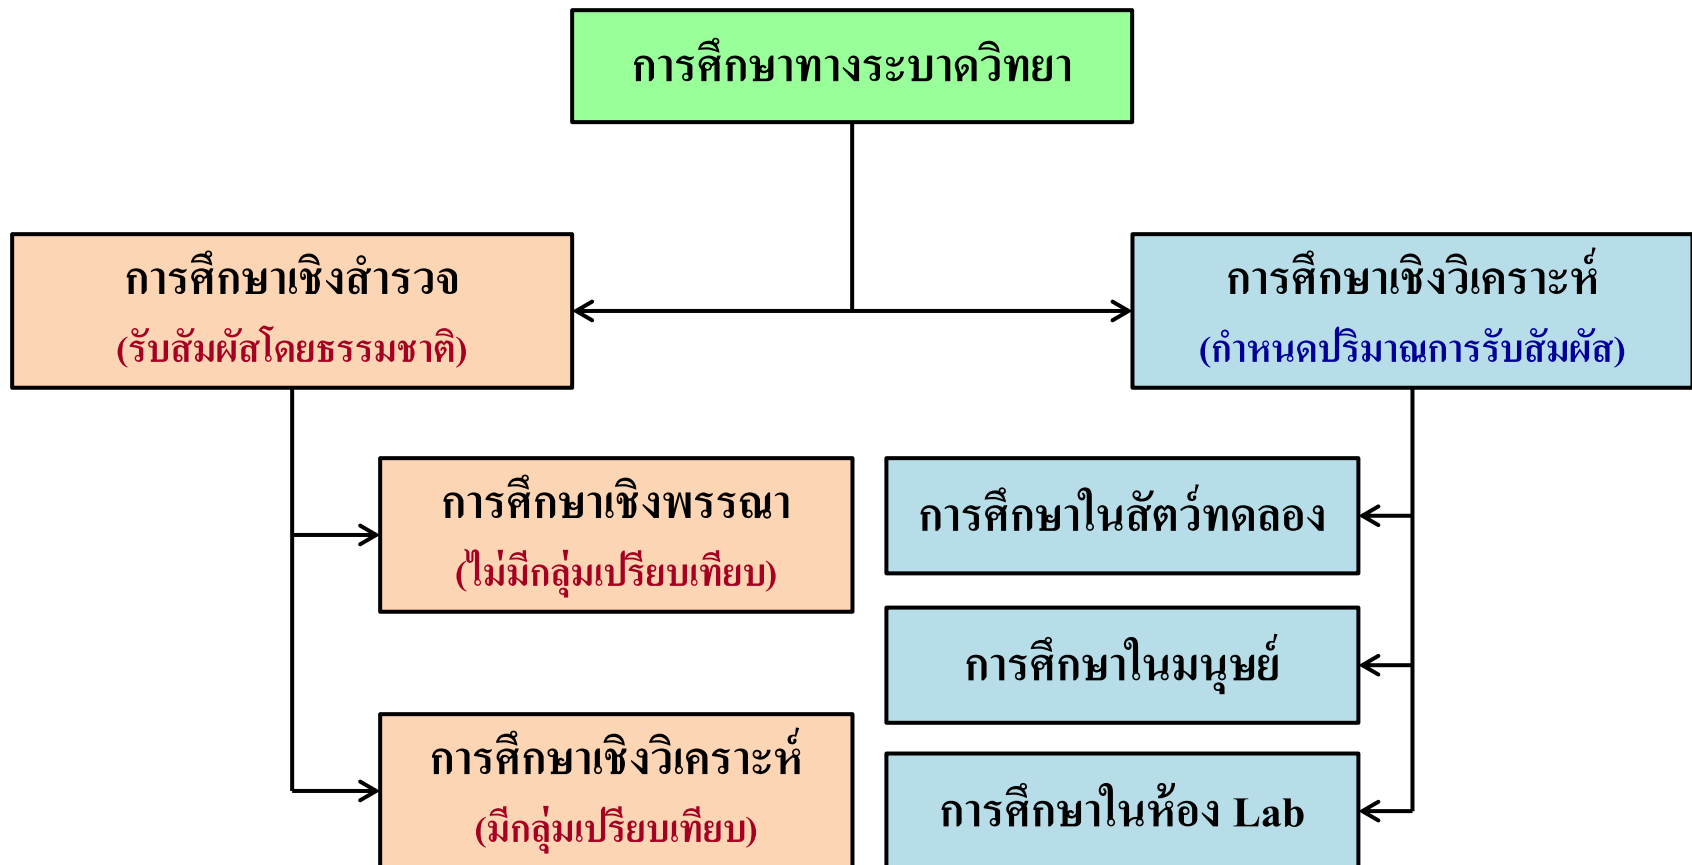 การศึกษาทางระบาดวิทยา
การศึกษาเชิงสำรวจ
(รับสัมผัสโดยธรรมชาติ)
การศึกษาเชิงวิเคราะห์
(กำหนดปริมาณการรับสัมผัส)
การศึกษาเชิงพรรณา
(ไม่มีกลุ่มเปรียบเทียบ)
การศึกษาเชิงวิเคราะห์
(มีกลุ่มเปรียบเทียบ)
การศึกษาในสัตว์ทดลอง
การศึกษาในมนุษย์
การศึกษาในห้อง Lab